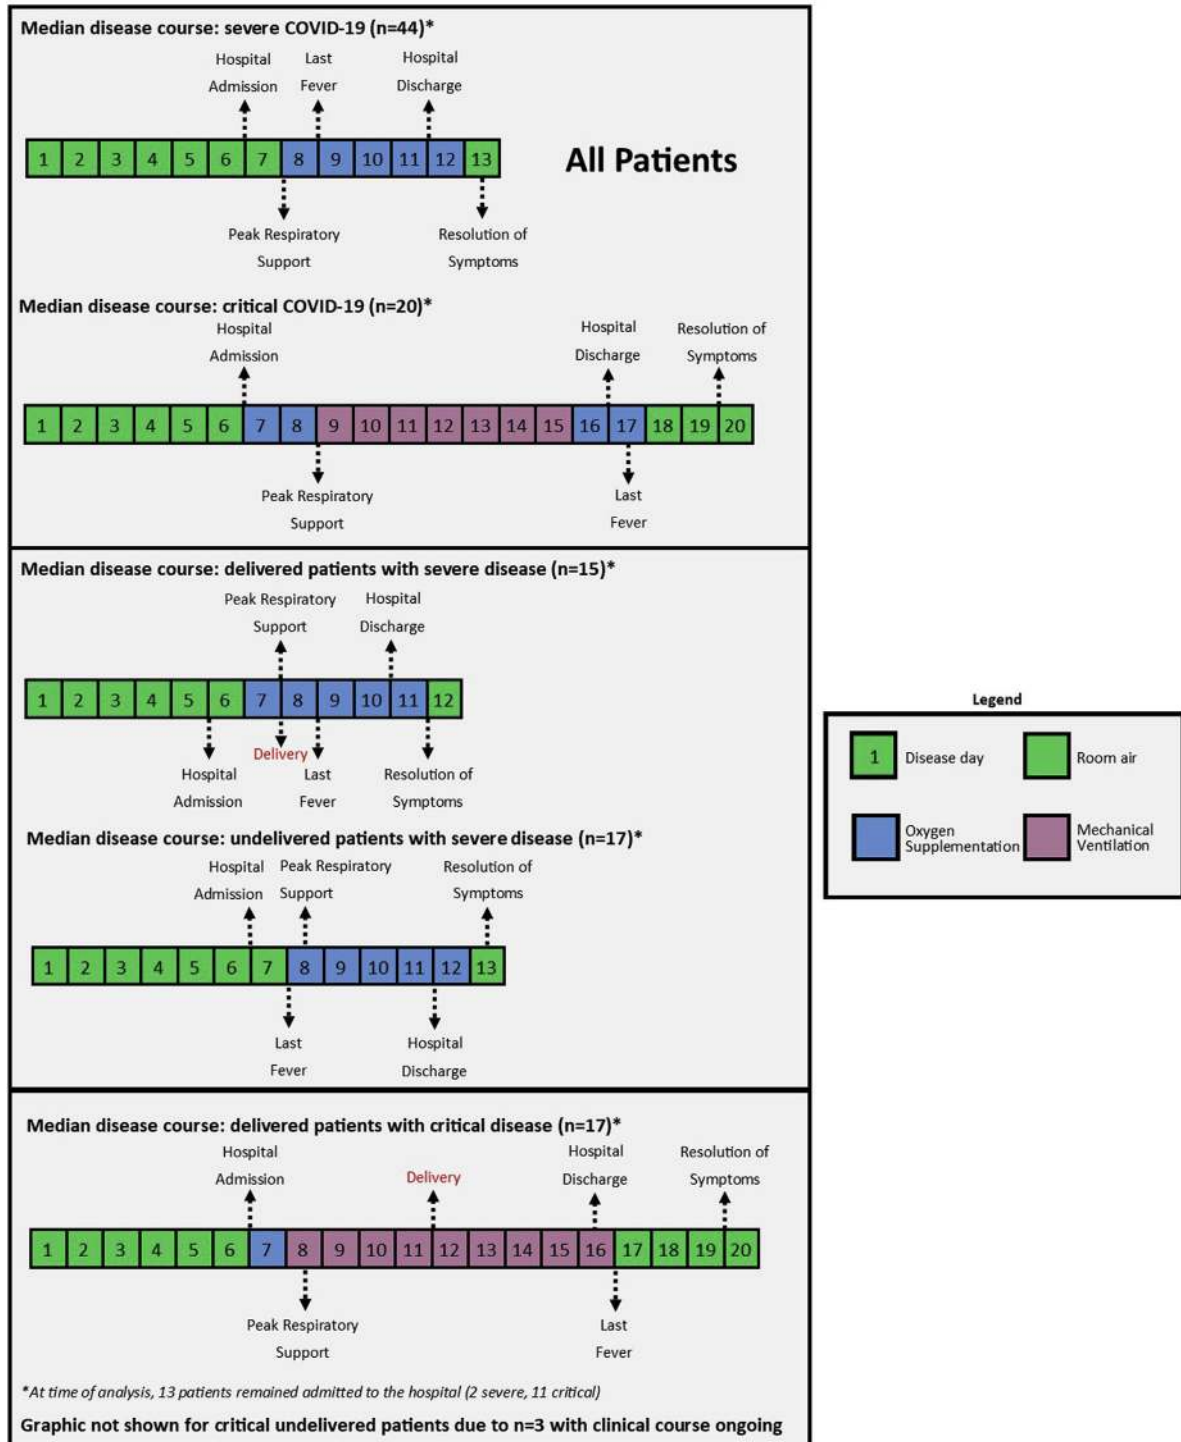 Median disease course: severe COVID-19 (n=44)*
Hospital
Admission
Last
Fever
Hospital
Discharge
1 2 3 4 5 6 7 8 9 10 11 12 13
All Patients
Peak Respiratory
Support
Resolution of
Symptoms
Median disease course: critical COVID-19 (n=20)*
Hospital
Admission
Hospital
Discharge
Resolution of
Symptoms
1 2 3 4 5 6 7 8 9 10 11 12 13 14 15 16 17 18 19 20
Peak Respiratory
Support
Last
Fever
Median disease course: delivered patients with severe disease (n=15)*
Peak Respiratory
Support
Hospital
Discharge
1 2 3 4 5 6 7 8 9 10 11 12
Delivery
Hospital
Admission
Last
Fever
Resolution of
Symptoms
Median disease course: undelivered patients with severe disease (n=17)*
Hospital
Admission
Peak Respiratory
Support
Resolution of
Symptoms
1 2 3 4 5 6 7 8 9 10 11 12 13
Last
Fever
Hospital
Discharge
Median disease course: delivered patients with critical disease (n=17)*
Hospital
Admission
Delivery
Hospital
Discharge
Resolution of
Symptoms
1 2 3 4 5 6 7 8 9 10 11 12 13 14 15 16 17 18 19 20
Peak Respiratory
Support
Last
Fever
*At time of analysis, 13 patients remained admitted to the hospital (2 severe, 11 critical)
Graphic not shown for critical undelivered patients due to n=3 with clinical course ongoing
Legend
1 Disease day
Room air
Oxygen
Supplementation
Mechanical
Ventilation